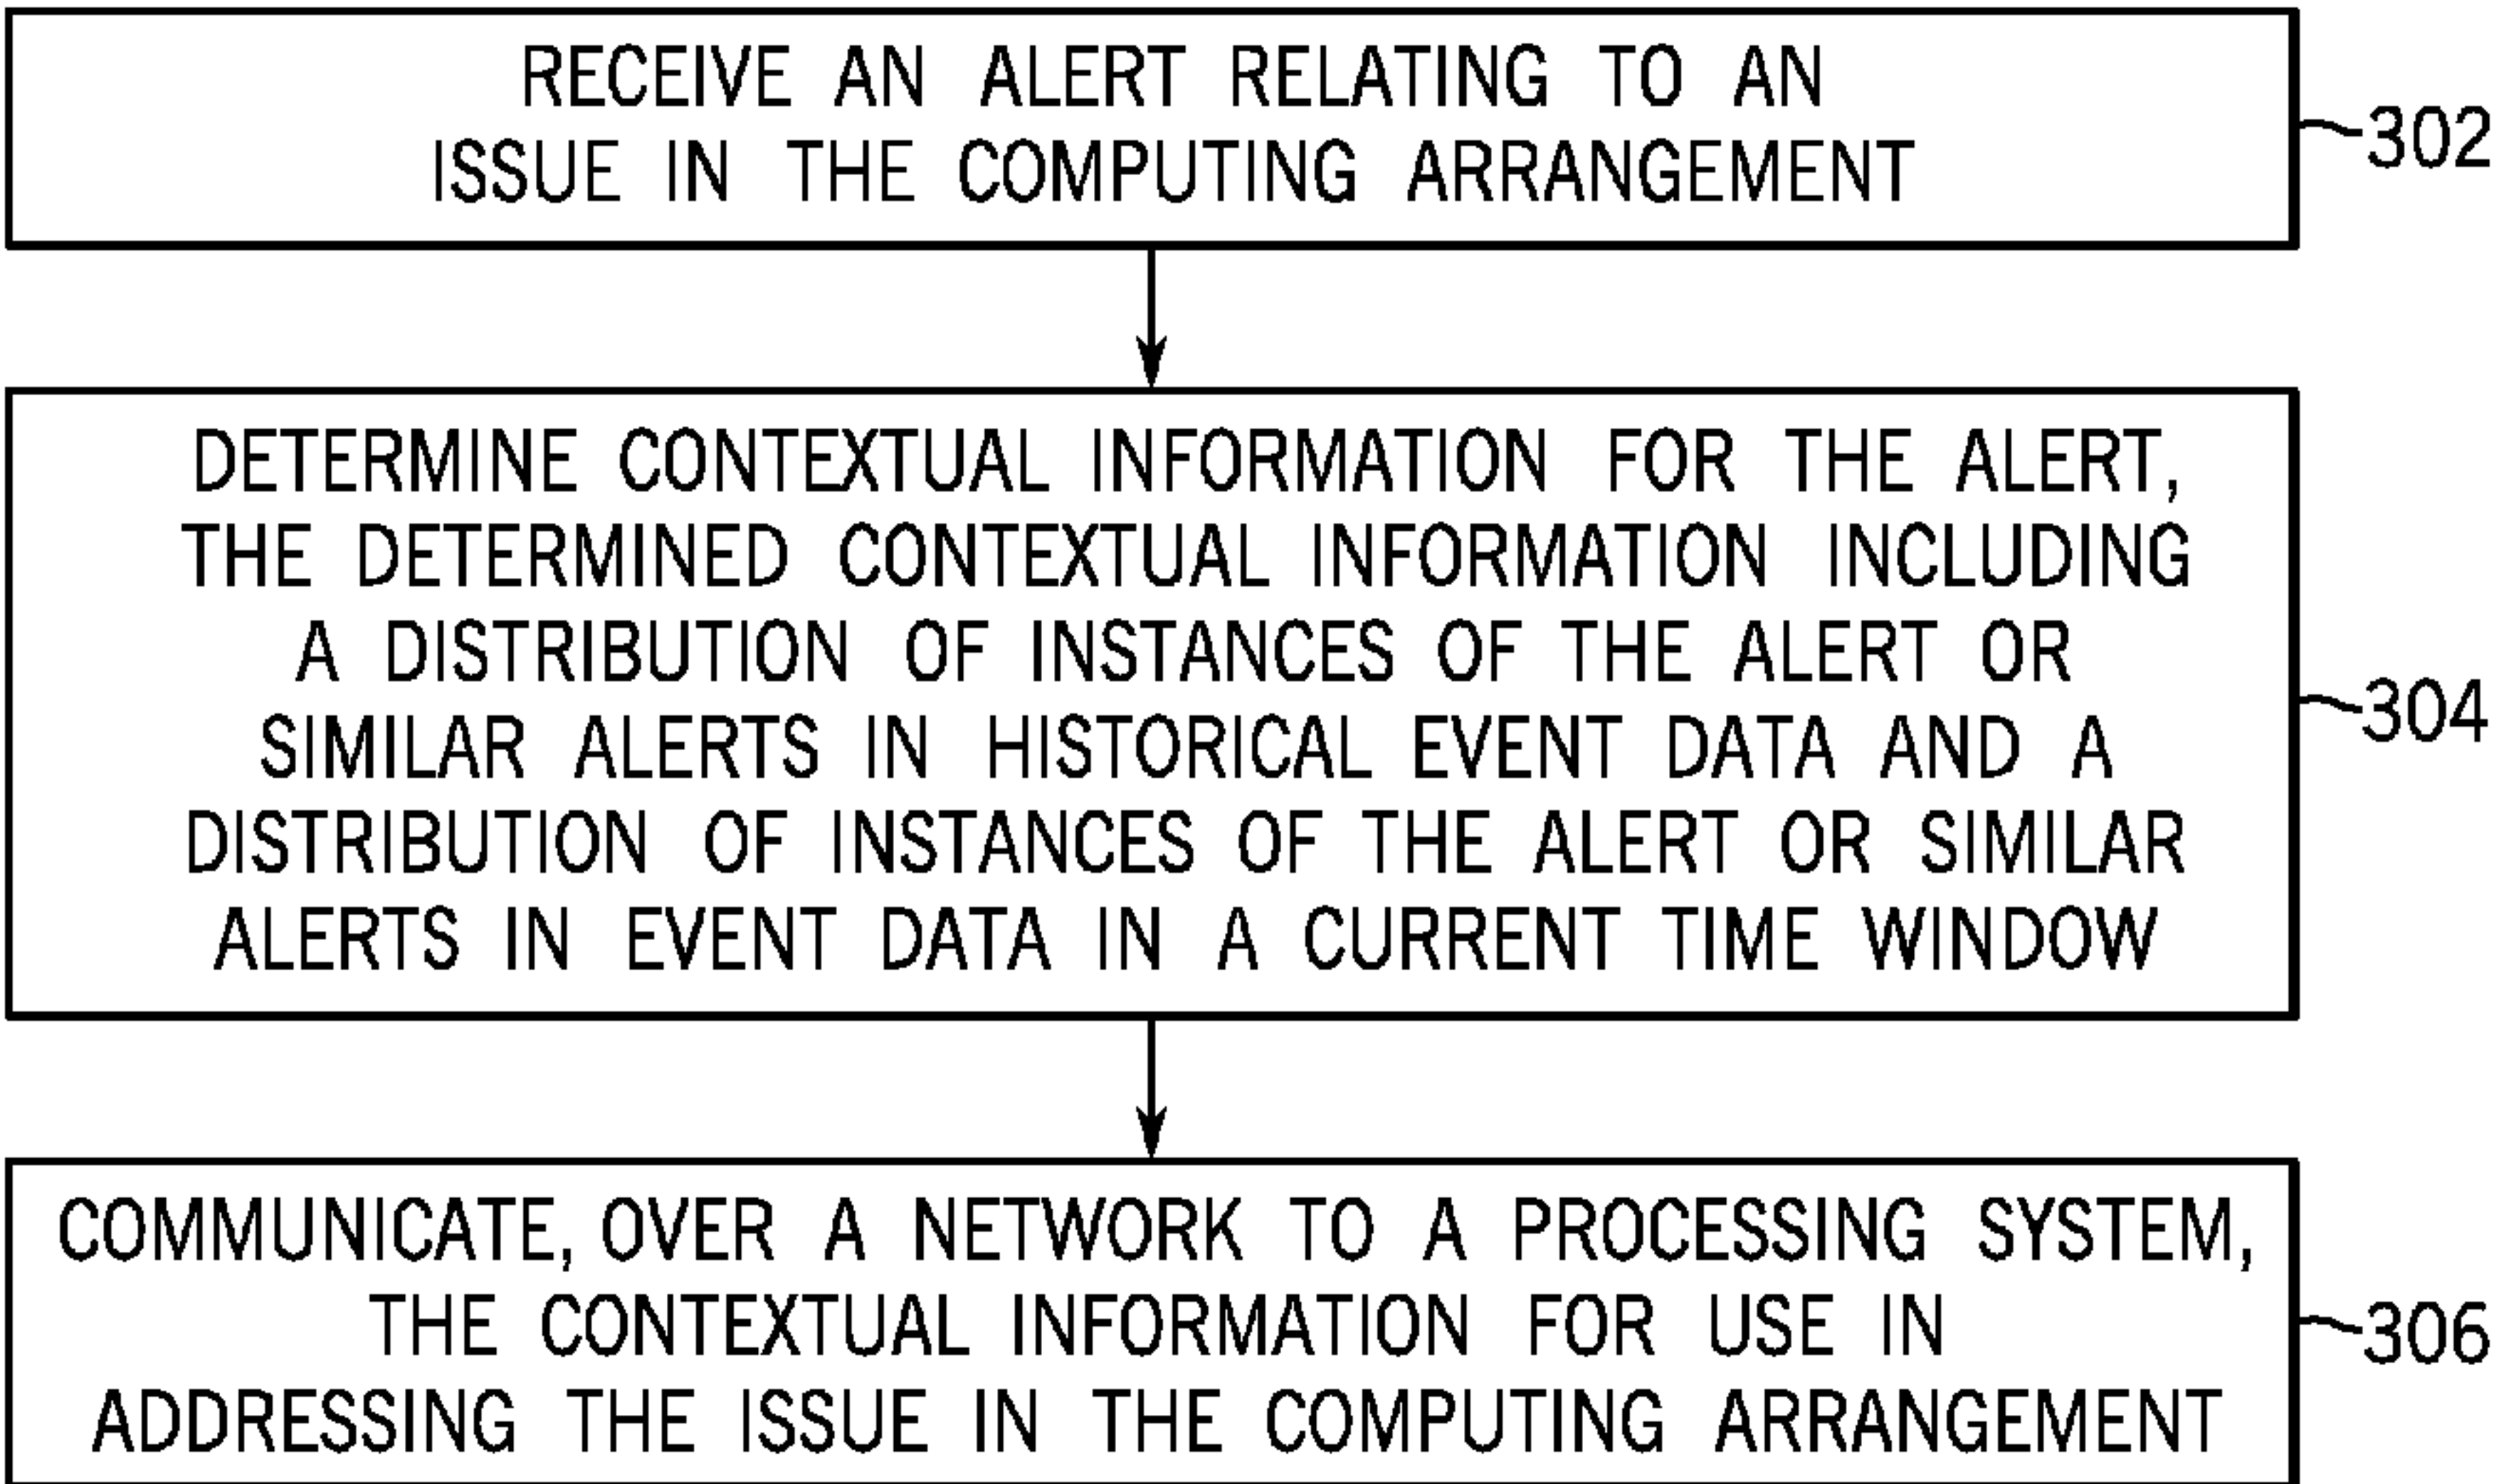 RECEIVE AN ALERT RELATING TO AN
ISSUE IN THE COMPUTING ARRANGEMENT
302
DETERMINE CONTEXTUAL INFORMATION FOR THE ALERT,
THE DETERMINED CONTEXTUAL INFORMATION INCLUDING
A DISTRIBUTION OF INSTANCES OF THE ALERT OR
SIMILAR ALERTS IN HISTORICAL EVENT DATA AND A
DISTRIBUTION OF INSTANCES OF THE ALERT OR SIMILAR
ALERTS IN EVENT DATA IN A CURRENT TIME WINDOW
304
COMMUNICATE, OVER A NETWORK TO A PROCESSING SYSTEM,
THE CONTEXTUAL INFORMATION FOR USE IN
ADDRESSING THE ISSUE IN THE COMPUTING ARRANGEMENT
306